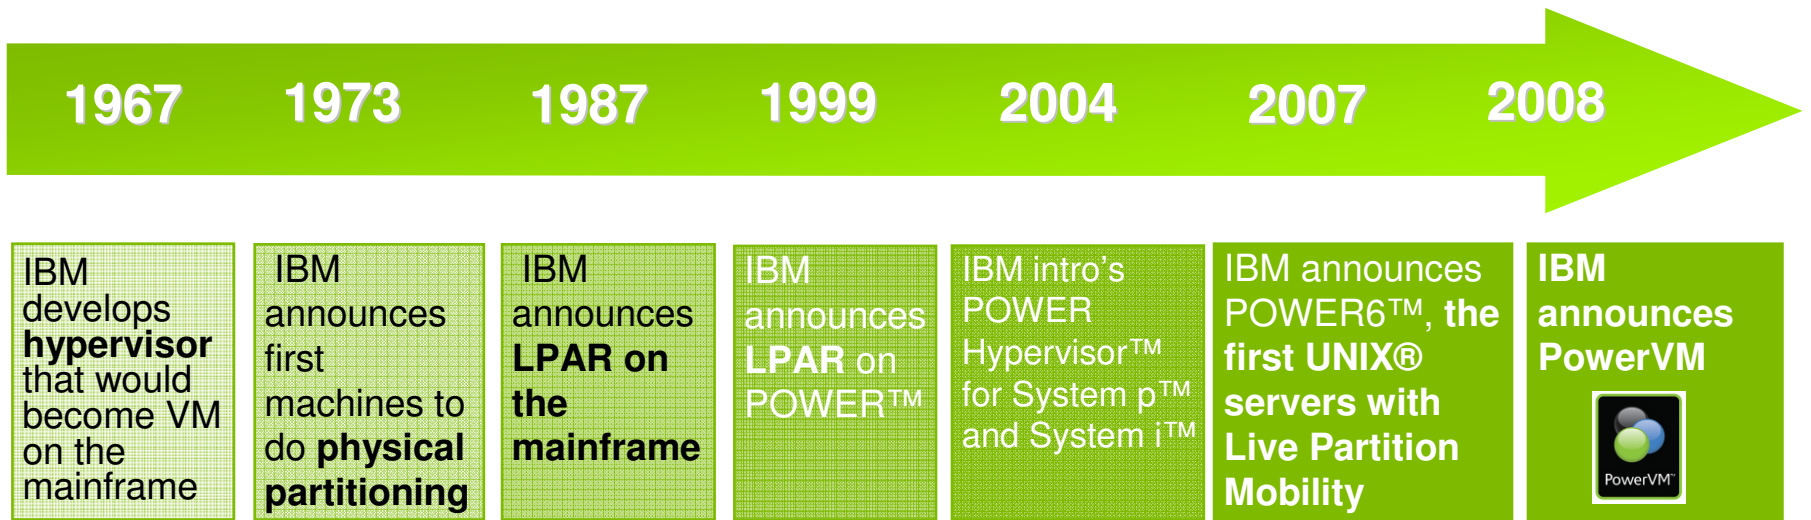 1967 1973 1987 1999 2004 2007 2008
IBM
develops
hypervisor
that would
become VM
on the
mainframe
IBM
announces
first
machines to
do physical
partitioning
IBM
announces
LPAR on
the
mainframe
IBM
announces
LPAR on
POWER™
IBM intro's
POWER
Hypervisor™
for System p™
and System i™
IBM announces
POWER6™, the
first UNIX®
servers with
Live Partition
Mobility
IBM
announces
PowerVM
PowerVM™